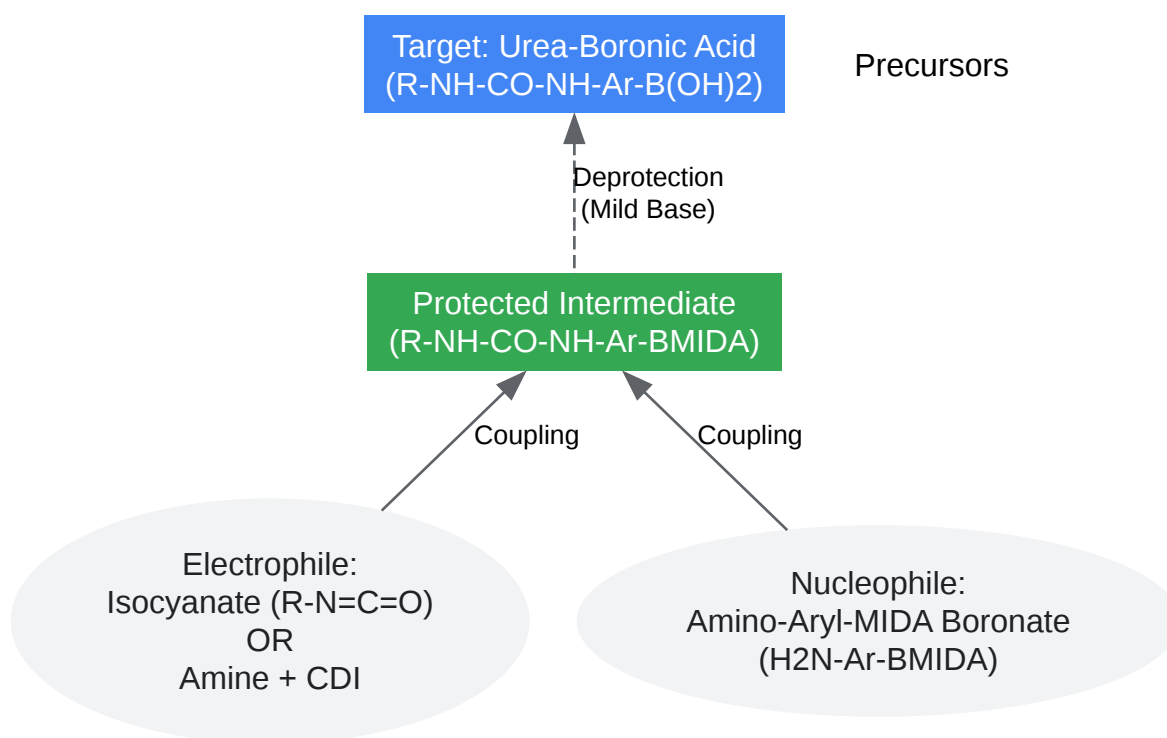 Target: Urea-Boronic Acid
(R-NH-CO-NH-Ar-B(OH)2)
Precursors
Deprotection
(Mild Base)
Protected Intermediate
(R-NH-CO-NH-Ar-BMIDA)
Coupling
Coupling
Electrophile:
Isocyanate (R-N=C=O)
OR
Amine + CDI
Nucleophile:
Amino-Aryl-MIDA Boronate
(H2N-Ar-BMIDA)